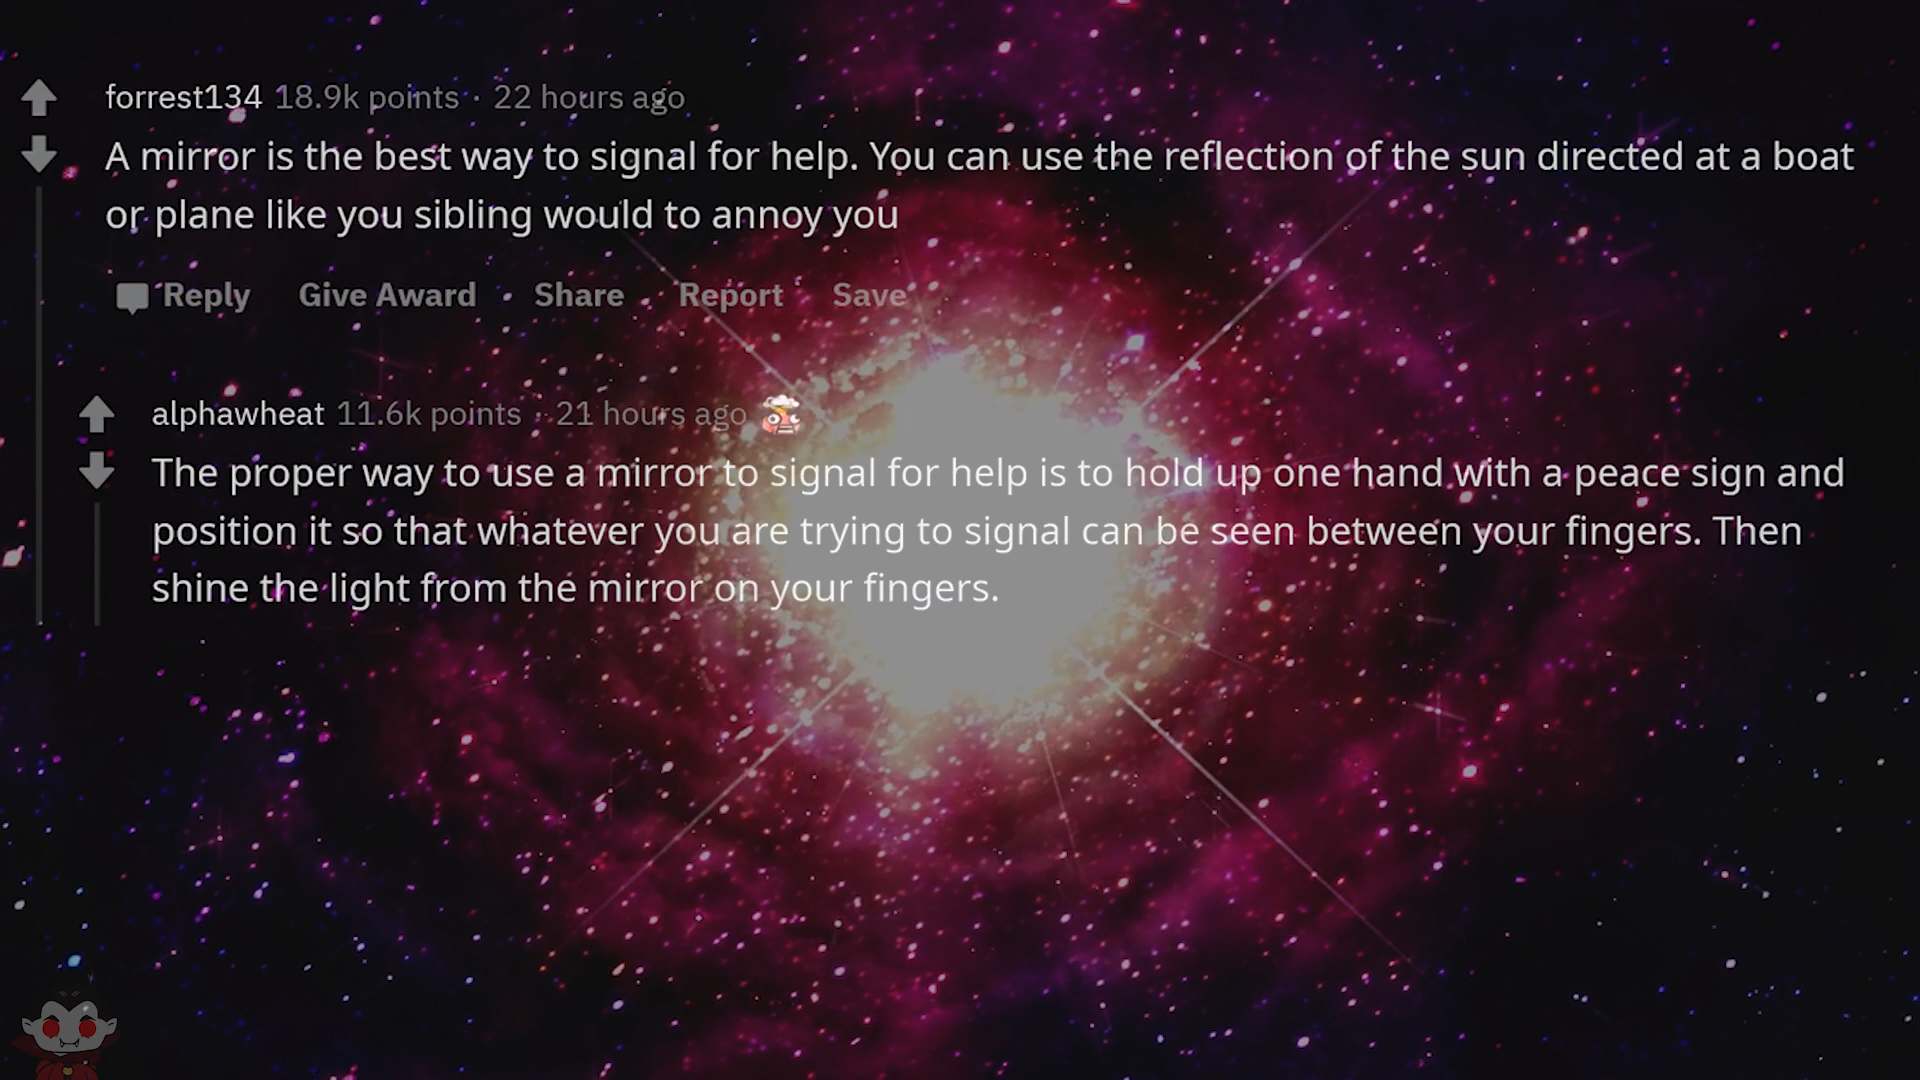 forrest134 18.9k points · 22 hours ago
A mirror is the best way to signal for help. You can use the reflection of the sun directed at a boat
or plane like you sibling would to annoy you
Reply Give Award Share Report Save
alphawheat 11.6k points · 21 hours ago
The proper way to use a mirror to signal for help is to hold up one hand with a peace sign and
position it so that whatever you are trying to signal can be seen between your fingers. Then
shine the light from the mirror on your fingers.